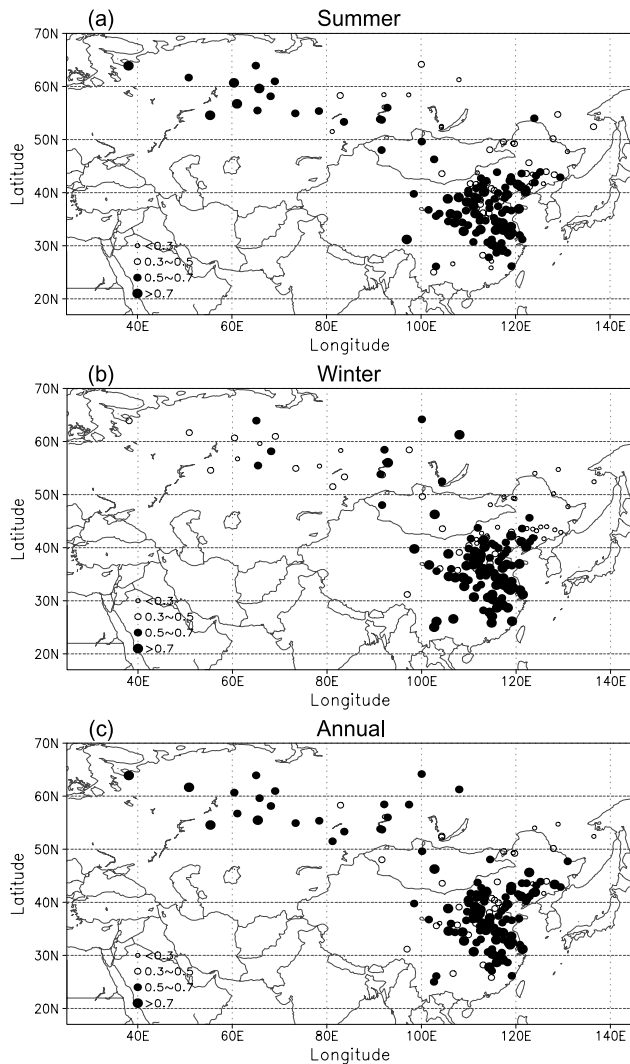 (a) Summer
70N
60N
50N
40N
30N
20N
Latitude
<0.3
0.3~0.5
0.5~0.7
>0.7
40E 60E 80E 100E 120E 140E
Longitude
(b) Winter
70N
60N
50N
40N
30N
20N
Latitude
<0.3
0.3~0.5
0.5~0.7
>0.7
40E 60E 80E 100E 120E 140E
Longitude
(c) Annual
70N
60N
50N
40N
30N
20N
Latitude
<0.3
0.3~0.5
0.5~0.7
>0.7
40E 60E 80E 100E 120E 140E
Longitude